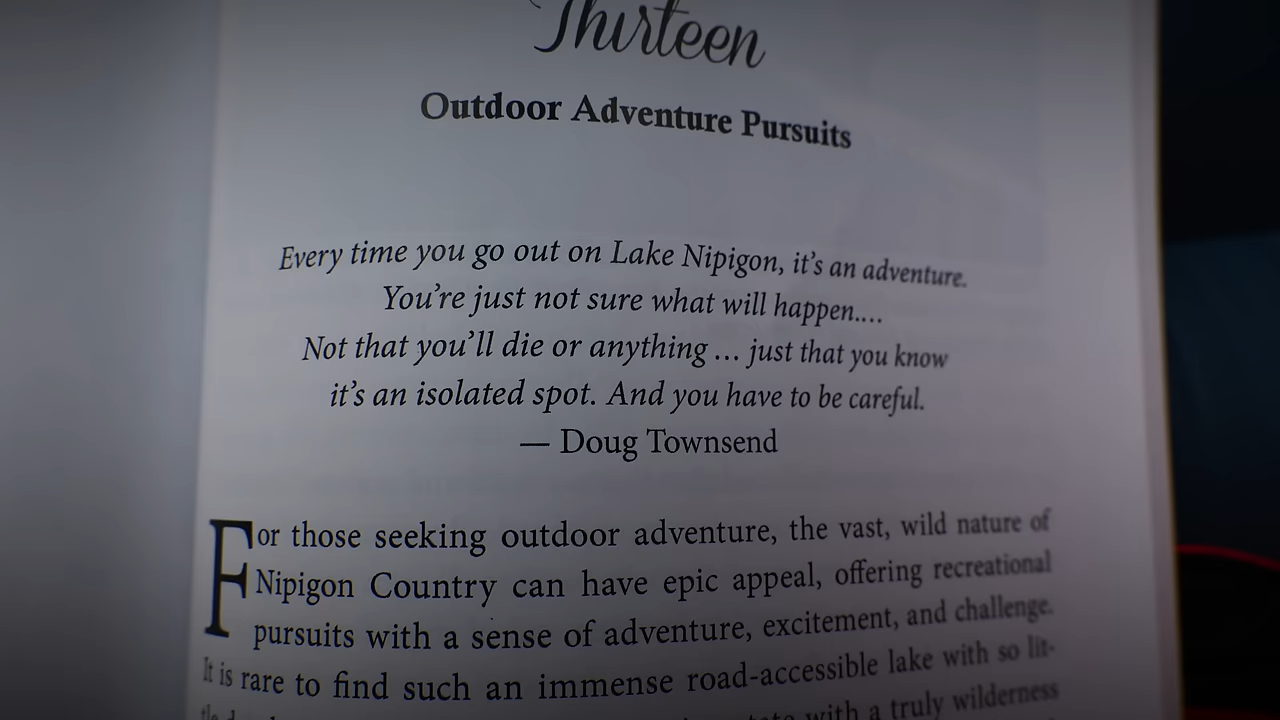 Thirteen
Outdoor Adventure Pursuits
Every time you go out on Lake Nipigon, it's an adventure.
You're just not sure what will happen....
Not that you'll die or anything ... just that you know
it's an isolated spot. And you have to be careful.
— Doug Townsend
For those seeking outdoor adventure, the vast, wild nature of
Nipigon Country can have epic appeal, offering recreational
pursuits with a sense of adventure, excitement, and challenge.
It is rare to find such an immense road-accessible lake with so lit-
with a truly wilderness